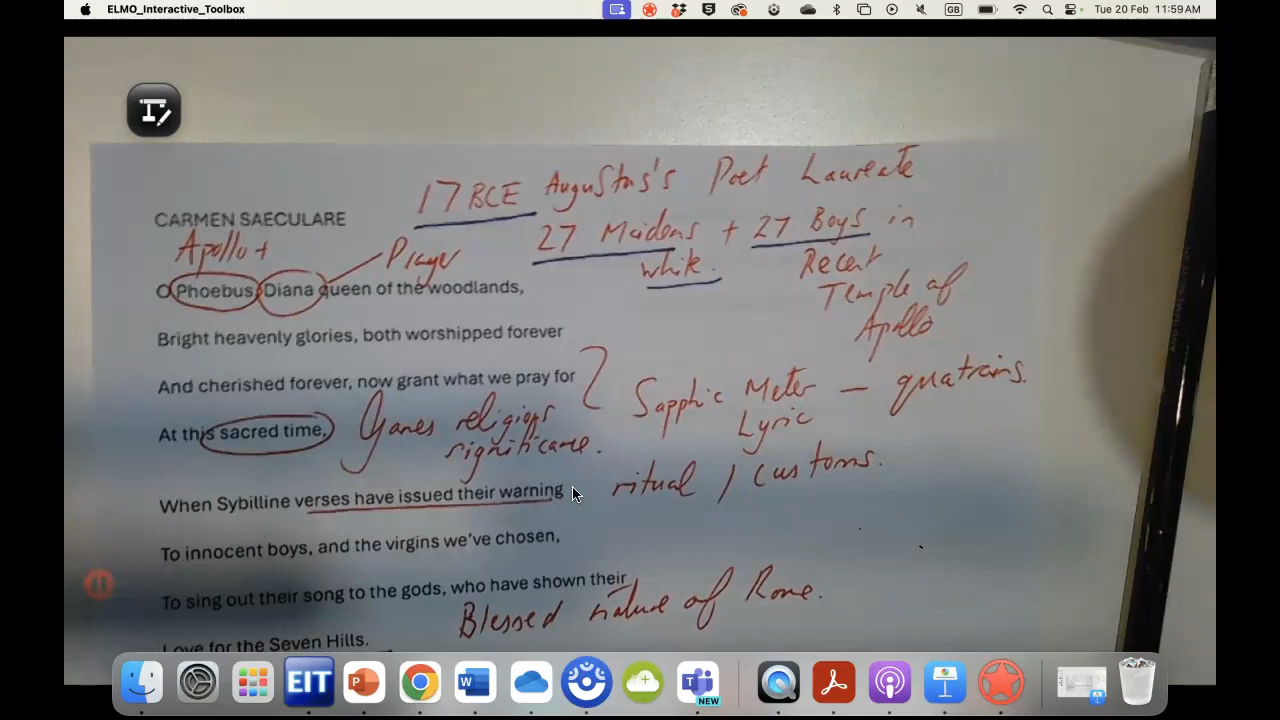 ELMO_Interactive_Toolbox
GB
Tue 20 Feb 11:59 AM
17 BCE Augustus's Poet Laureate
CARMEN SAECULARE
27 Maidens + 27 Boys in
white.
Recent
Temple of
Apollo
Apollo +
Prayer
O Phoebus, Diana queen of the woodlands,
Bright heavenly glories, both worshipped forever
And cherished forever, now grant what we pray for
Sapphic Meter – quatrains.
Lyric
At this sacred time,
Games religious
significance.
When Sybilline verses have issued their warning
ritual / customs.
To innocent boys, and the virgins we've chosen,
To sing out their song to the gods, who have shown their
Blessed nature of Rome.
Love for the Seven Hills.
EIT
P
W
T
NEW